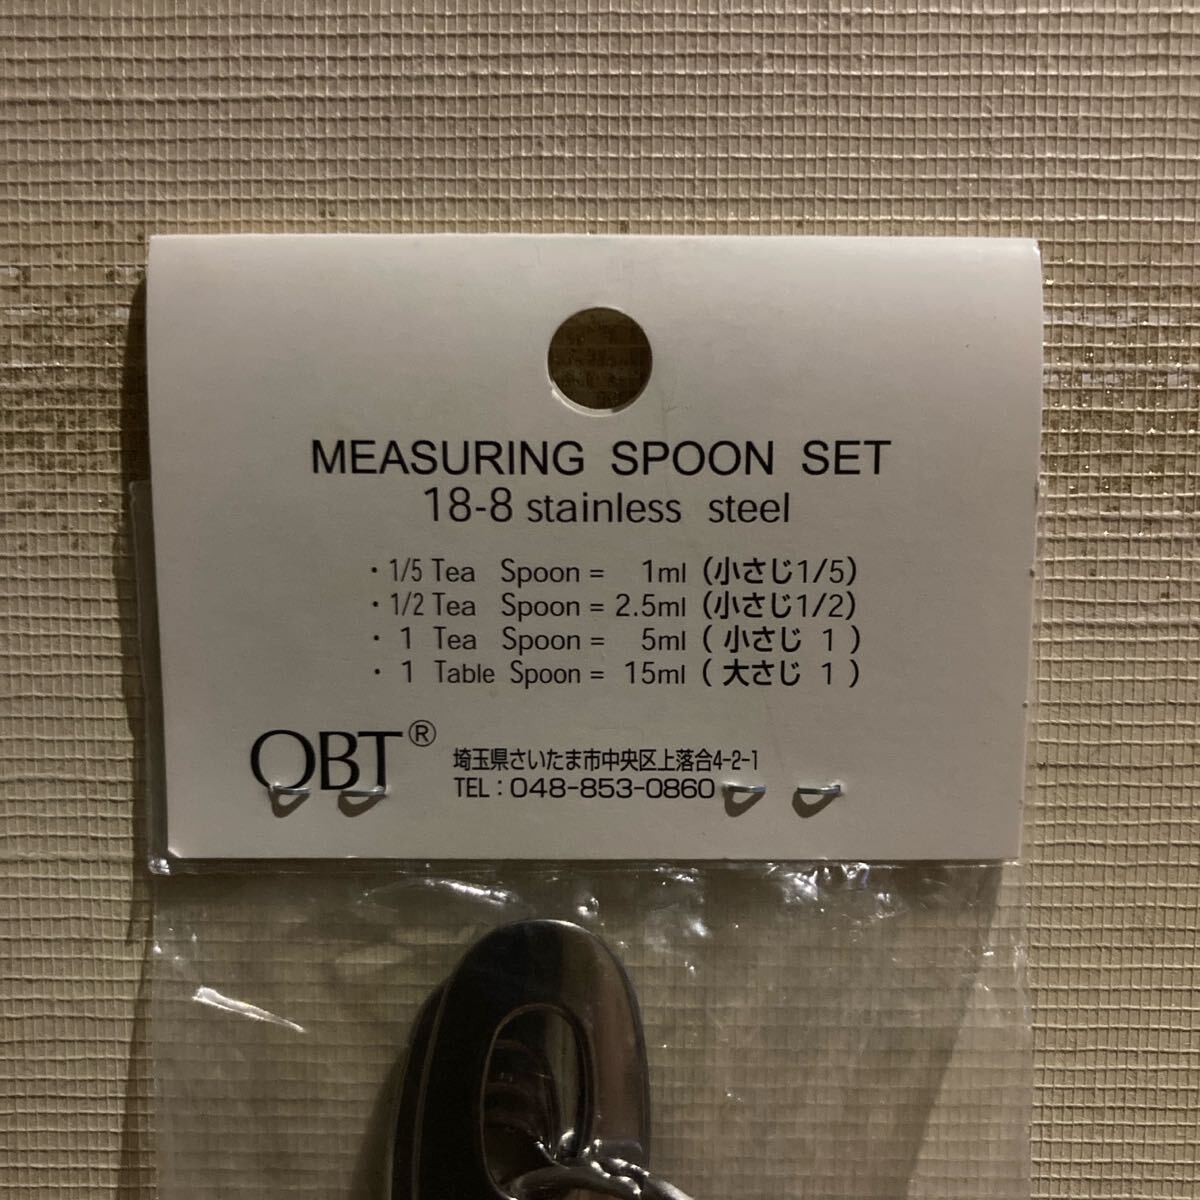 MEASURING SPOON SET
18-8 stainless steel
・1/5 Tea Spoon = 1ml (小さじ1/5)
・1/2 Tea Spoon = 2.5ml (小さじ1/2)
・ 1 Tea Spoon = 5ml ( 小さじ 1 )
・ 1 Table Spoon = 15ml ( 大さじ 1 )
OBT®
埼玉県さいたま市中央区上落合4-2-1
TEL：048-853-0860